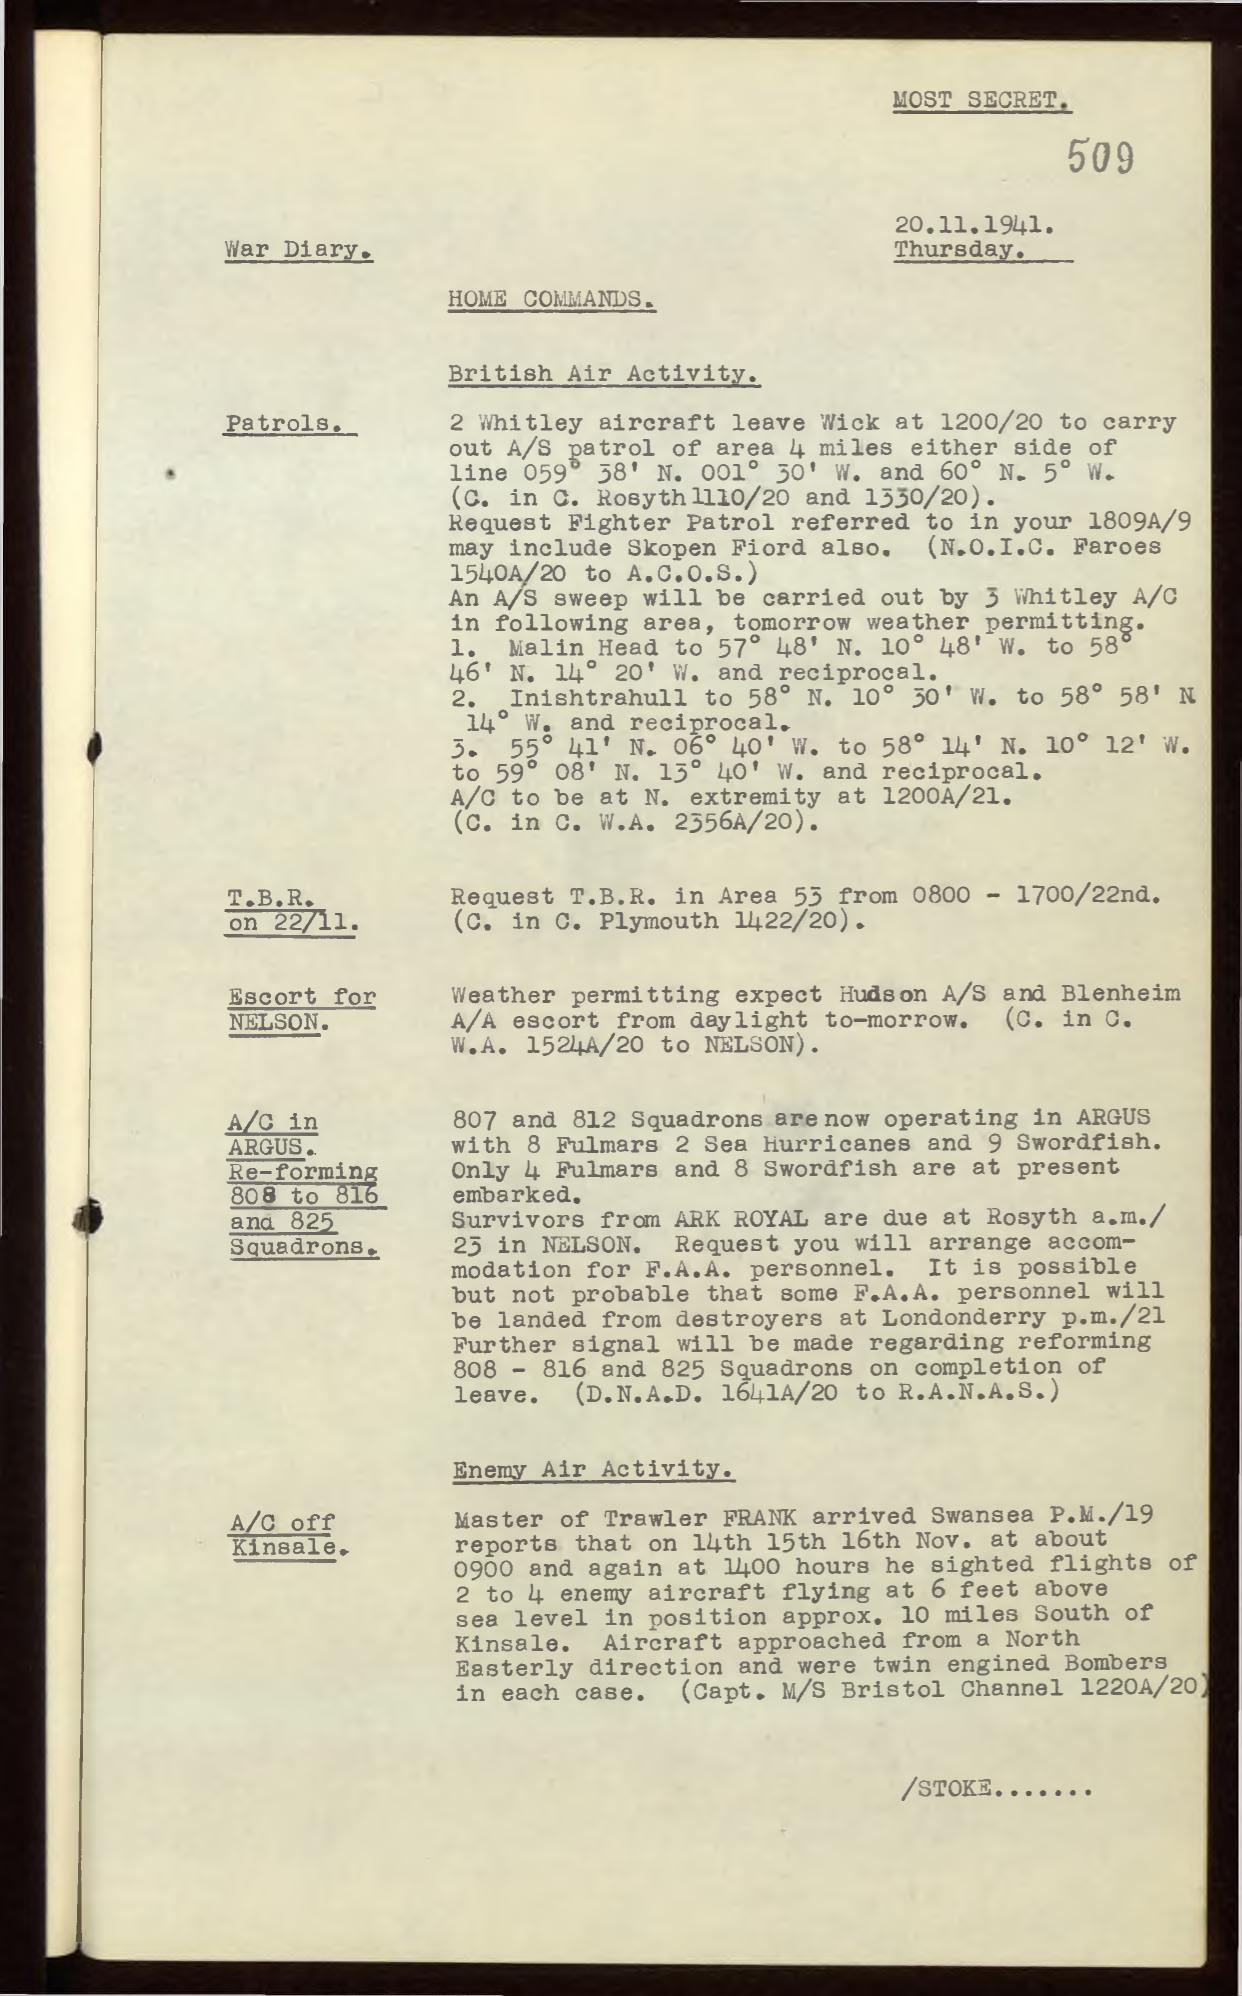 MOST SECRET.
509
20.11.1941.
War Diary.
Thursday.
HOME COMMANDS.
British Air Activity.
Patrols.
2 Whitley aircraft leave Wick at 1200/20 to carry
out A/S patrol of area 4 miles either side of
line 059° 38' N. 001° 30' W. and 60° N. 5° W.
(C. in C. Rosyth 1110/20 and 1330/20).
Request Fighter Patrol referred to in your 1809A/9
may include Skopen Fiord also. (N.O.I.C. Faroes
1540A/20 to A.C.O.S.)
An A/S sweep will be carried out by 3 Whitley A/C
in following area, tomorrow weather permitting.
1. Malin Head to 57° 48' N. 10° 48' W. to 58°
46' N. 14° 20' W. and reciprocal.
2. Inishtrahull to 58° N. 10° 30' W. to 58° 58' N
14° W. and reciprocal.
3. 55° 41' N. 06° 40' W. to 58° 14' N. 10° 12' W.
to 59° 08' N. 13° 40' W. and reciprocal.
A/C to be at N. extremity at 1200A/21.
(C. in C. W.A. 2356A/20).
T.B.R.
on 22/11.
Request T.B.R. in Area 53 from 0800 - 1700/22nd.
(C. in C. Plymouth 1422/20).
Escort for
NELSON.
Weather permitting expect Hudson A/S and Blenheim
A/A escort from daylight to-morrow. (C. in C.
W.A. 1524A/20 to NELSON).
A/C in
ARGUS.
Re-forming
808 to 816
and 825
Squadrons.
807 and 812 Squadrons are now operating in ARGUS
with 8 Fulmars 2 Sea Hurricanes and 9 Swordfish.
Only 4 Fulmars and 8 Swordfish are at present
embarked.
Survivors from ARK ROYAL are due at Rosyth a.m./
23 in NELSON. Request you will arrange accom-
modation for F.A.A. personnel. It is possible
but not probable that some F.A.A. personnel will
be landed from destroyers at Londonderry p.m./21
Further signal will be made regarding reforming
808 - 816 and 825 Squadrons on completion of
leave. (D.N.A.D. 1641A/20 to R.A.N.A.S.)
Enemy Air Activity.
A/C off
Kinsale.
Master of Trawler FRANK arrived Swansea P.M./19
reports that on 14th 15th 16th Nov. at about
0900 and again at 1400 hours he sighted flights of
2 to 4 enemy aircraft flying at 6 feet above
sea level in position approx. 10 miles South of
Kinsale. Aircraft approached from a North
Easterly direction and were twin engined Bombers
in each case. (Capt. M/S Bristol Channel 1220A/20)
/STOKE.......